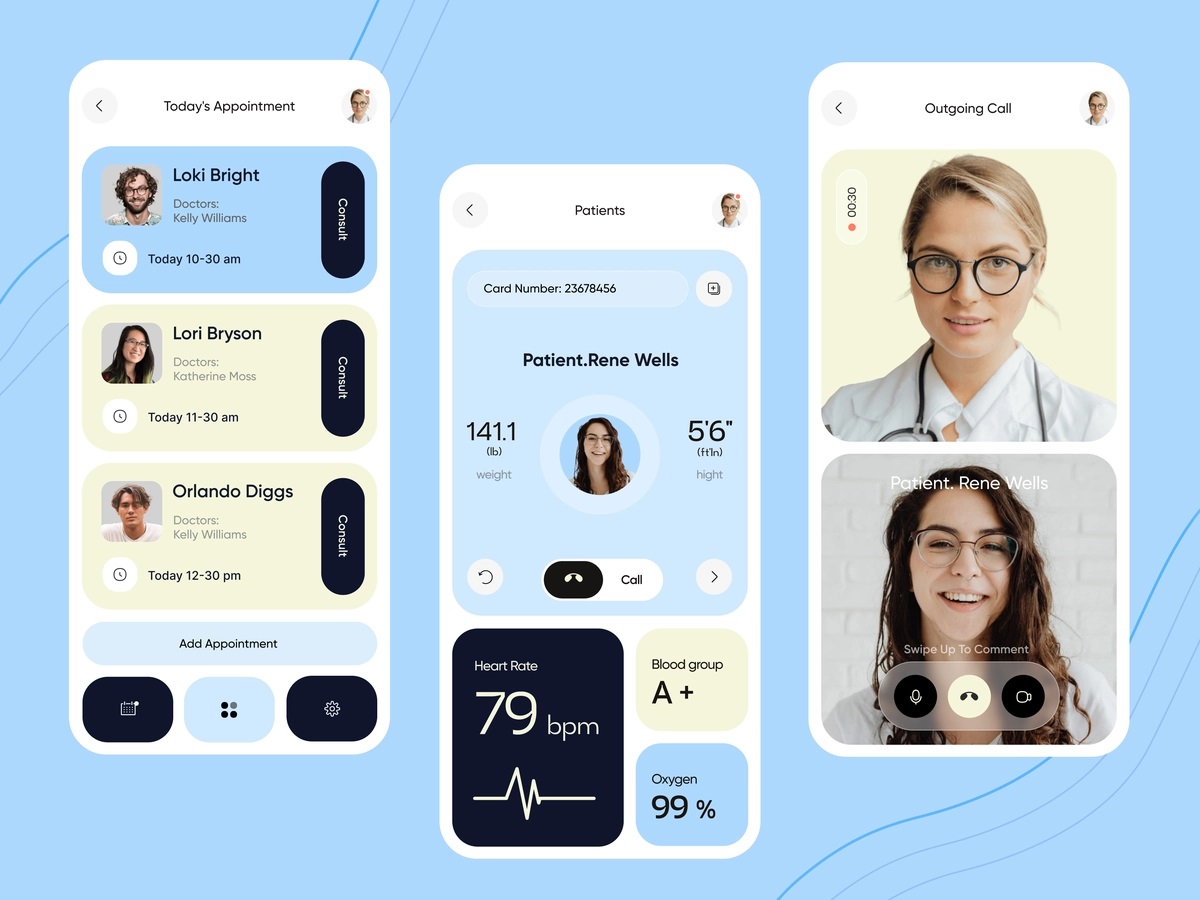 Today's Appointment
Loki Bright
Doctors:
Kelly Williams
Today 10-30 am
Consult
Lori Bryson
Doctors:
Katherine Moss
Today 11-30 am
Consult
Orlando Diggs
Doctors:
Kelly Williams
Today 12-30 pm
Consult
Add Appointment
Patients
Card Number: 23678456
Patient.Rene Wells
141.1
(lb)
weight
5'6"
(ft'In)
hight
Call
Heart Rate
79 bpm
Blood group
A +
Oxygen
99 %
Outgoing Call
00:30
Patient. Rene Wells
Swipe Up To Comment